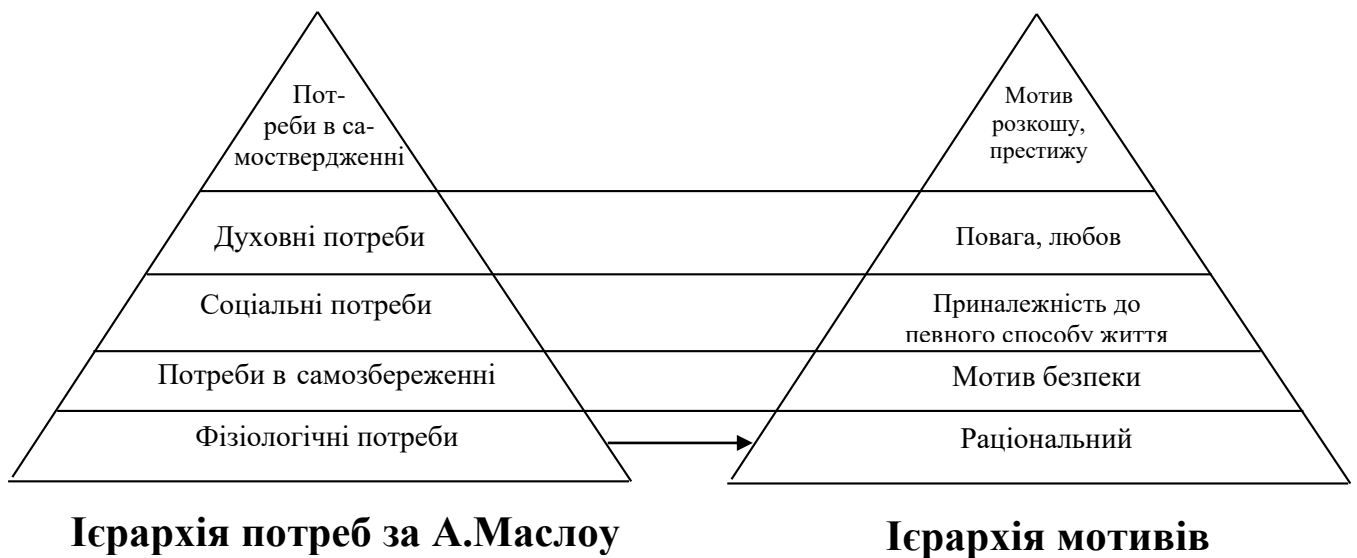 Пот-
реби в са-
моствердженні
Духовні потреби
Соціальні потреби
Потреби в самозбереженні
Фізіологічні потреби
Ієрархія потреб за А.Маслоу
Мотив
розкошу,
престижу
Повага, любов
Приналежність до
певного способу життя
Мотив безпеки
Раціональний
Ієрархія мотивів